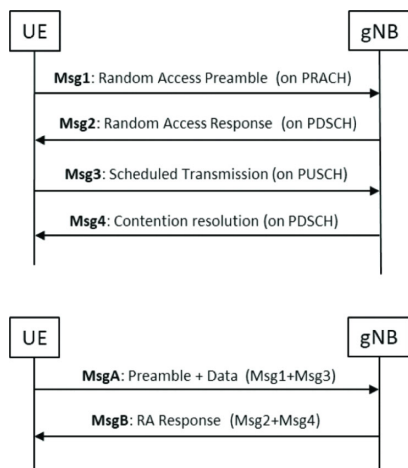 UE gNB
Msg1: Random Access Preamble (on PRACH)
Msg2: Random Access Response (on PDSCH)
Msg3: Scheduled Transmission (on PUSCH)
Msg4: Contention resolution (on PDSCH)
UE gNB
MsgA: Preamble + Data (Msg1+Msg3)
MsgB: RA Response (Msg2+Msg4)